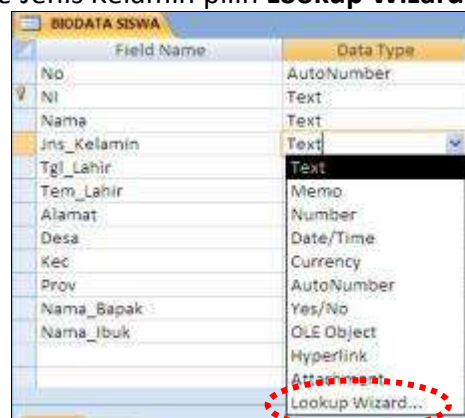 Jenis Kelamin pilih Lookup Wizard
BIODATA SISWA
Field Name Data Type
No AutoNumber
NI Text
Nama Text
Jns_Kelamin Text
Tgl_Lahir Text
Tem_Lahir Memo
Alamat Number
Desa Date/Time
Kec Currency
Prov AutoNumber
Nama_Bapak Yes/No
Nama_Ibuk OLE Object
Hyperlink
Attachment
Lookup Wizard...